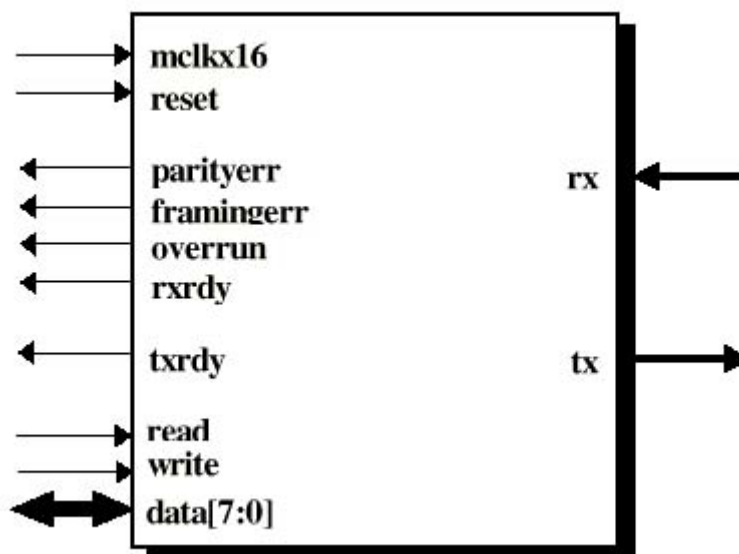 mclkx16
reset
parityerr
rx
framingerr
overrun
rxrdy
txrdy
tx
read
write
data[7:0]